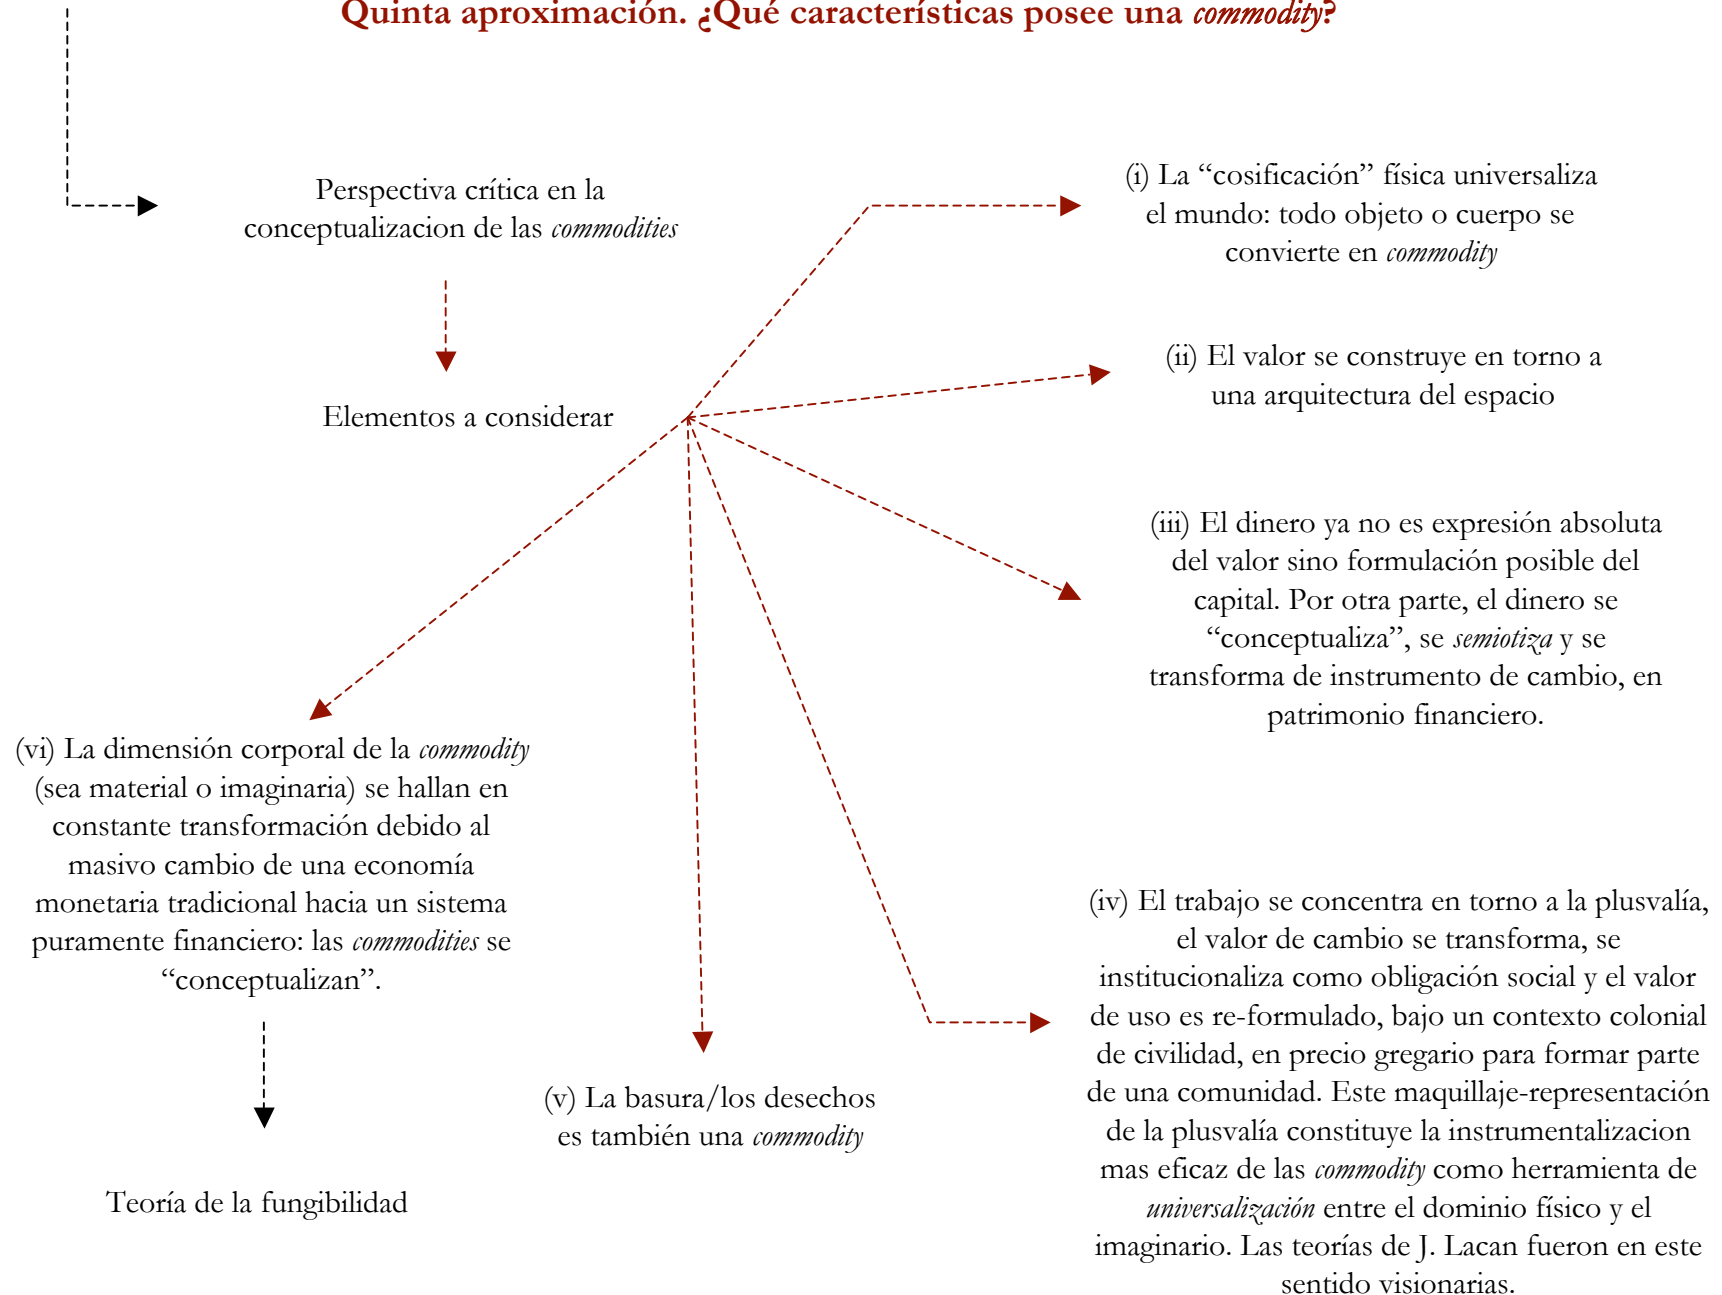 Quinta aproximación. ¿Qué características posee una commodity?
Perspectiva crítica en la
conceptualizacion de las commodities
Elementos a considerar
(i) La “cosificación” física universaliza
el mundo: todo objeto o cuerpo se
convierte en commodity
(ii) El valor se construye en torno a
una arquitectura del espacio
(iii) El dinero ya no es expresión absoluta
del valor sino formulación posible del
capital. Por otra parte, el dinero se
“conceptualiza”, se semiotiza y se
transforma de instrumento de cambio, en
patrimonio financiero.
(iv) El trabajo se concentra en torno a la plusvalía,
el valor de cambio se transforma, se
institucionaliza como obligación social y el valor
de uso es re-formulado, bajo un contexto colonial
de civilidad, en precio gregario para formar parte
de una comunidad. Este maquillaje-representación
de la plusvalía constituye la instrumentalizacion
mas eficaz de las commodity como herramienta de
universalización entre el dominio físico y el
imaginario. Las teorías de J. Lacan fueron en este
sentido visionarias.
(v) La basura/los desechos
es también una commodity
(vi) La dimensión corporal de la commodity
(sea material o imaginaria) se hallan en
constante transformación debido al
masivo cambio de una economía
monetaria tradicional hacia un sistema
puramente financiero: las commodities se
“conceptualizan”.
Teoría de la fungibilidad